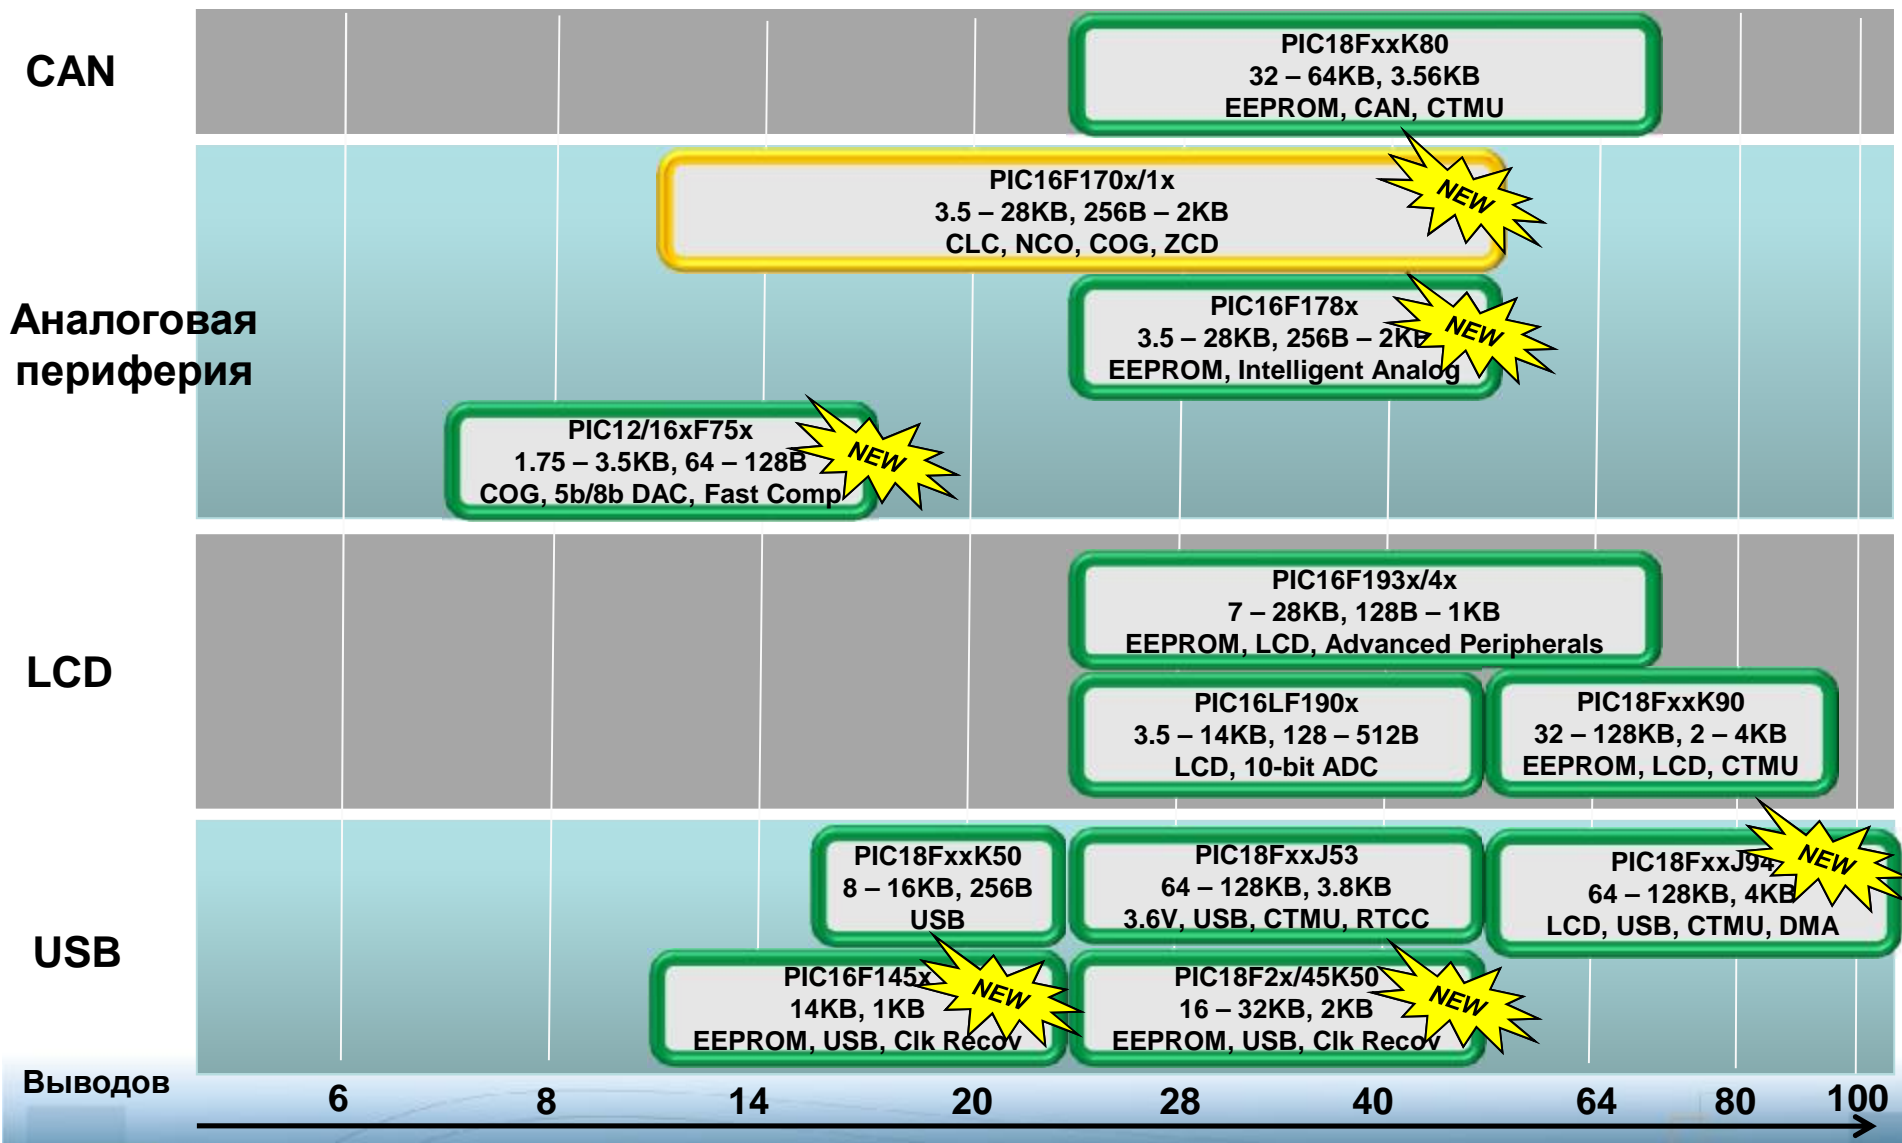 CAN
PIC18FxxK80
32 – 64KB, 3.56KB
EEPROM, CAN, CTMU
Аналоговая
периферия
PIC16F170x/1x
3.5 – 28KB, 256B – 2KB
CLC, NCO, COG, ZCD
NEW
PIC16F178x
3.5 – 28KB, 256B – 2KB
EEPROM, Intelligent Analog
NEW
PIC12/16xF75x
1.75 – 3.5KB, 64 – 128B
COG, 5b/8b DAC, Fast Comp
NEW
LCD
PIC16F193x/4x
7 – 28KB, 128B – 1KB
EEPROM, LCD, Advanced Peripherals
PIC16LF190x
3.5 – 14KB, 128 – 512B
LCD, 10-bit ADC
PIC18FxxK90
32 – 128KB, 2 – 4KB
EEPROM, LCD, CTMU
USB
PIC18FxxK50
8 – 16KB, 256B
USB
PIC18FxxJ53
64 – 128KB, 3.8KB
3.6V, USB, CTMU, RTCC
PIC18FxxJ94
64 – 128KB, 4KB
LCD, USB, CTMU, DMA
NEW
PIC16F145x
14KB, 1KB
EEPROM, USB, Clk Recov
NEW
PIC18F2x/45K50
16 – 32KB, 2KB
EEPROM, USB, Clk Recov
NEW
Выводов
6 8 14 20 28 40 64 80 100